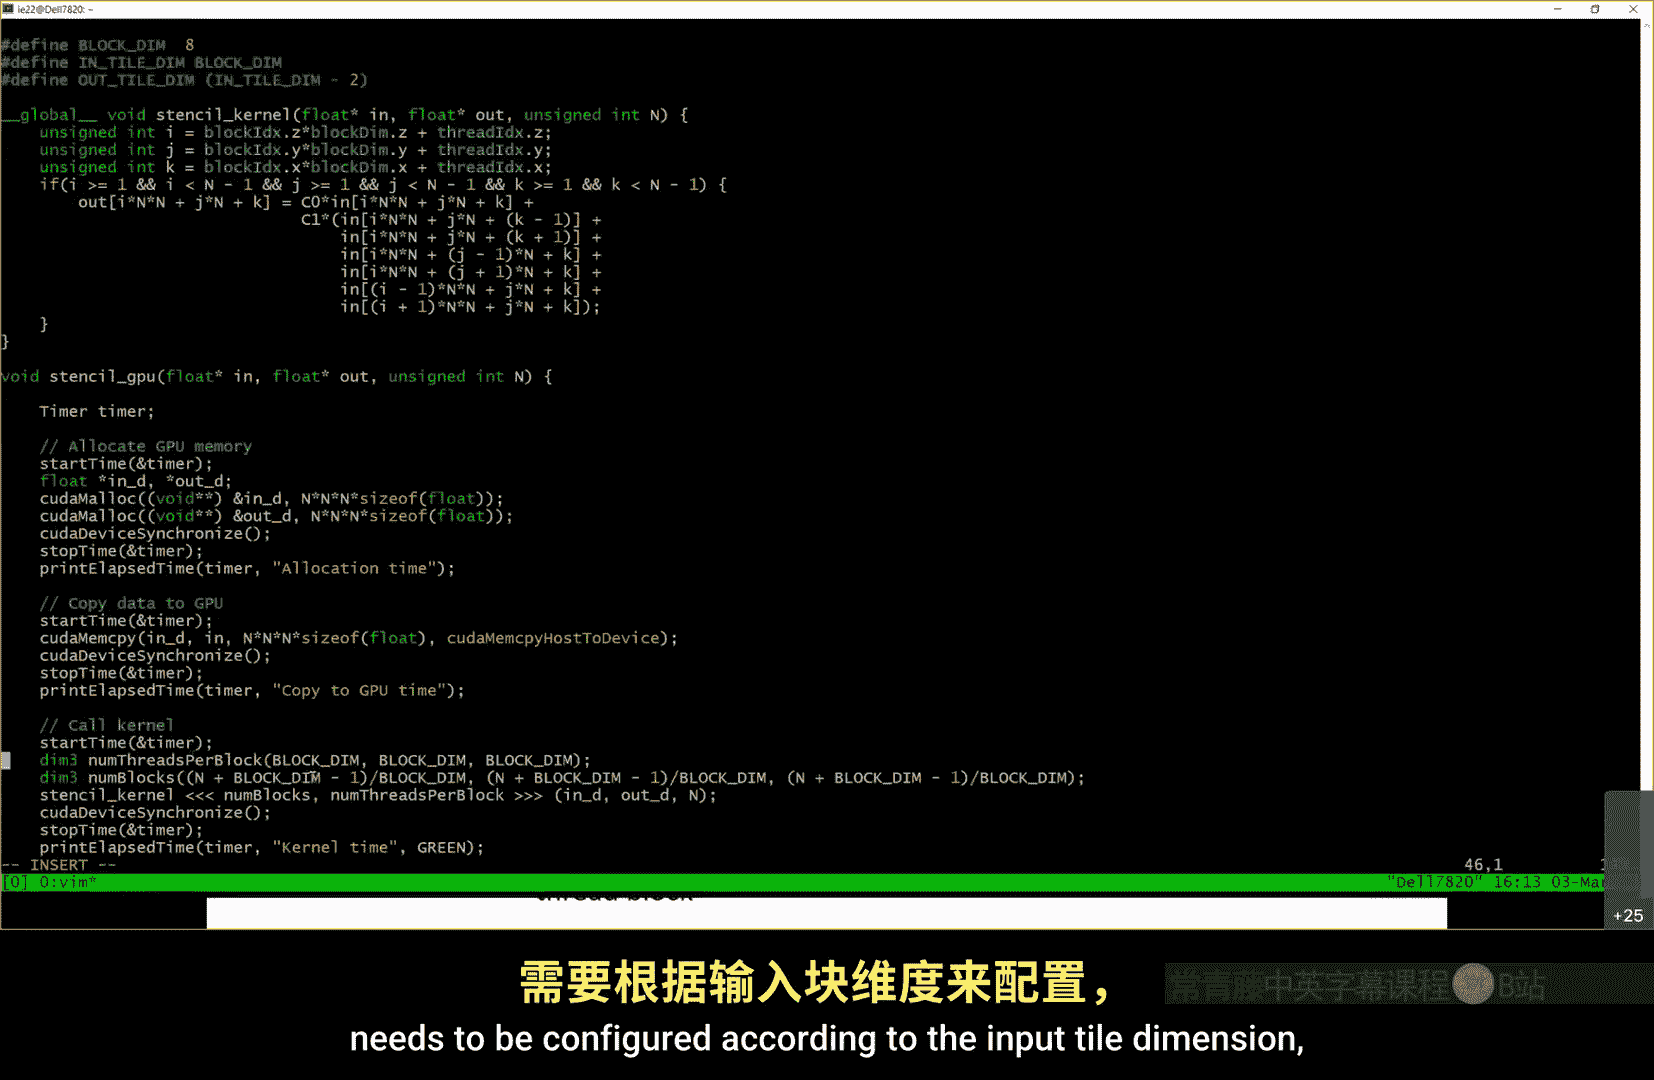 ie22@Dell7820: ~
#define BLOCK_DIM  8
#define IN_TILE_DIM BLOCK_DIM
#define OUT_TILE_DIM (IN_TILE_DIM - 2)
__global__ void stencil_kernel(float* in, float* out, unsigned int N) {
    unsigned int i = blockIdx.z*blockDim.z + threadIdx.z;
    unsigned int j = blockIdx.y*blockDim.y + threadIdx.y;
    unsigned int k = blockIdx.x*blockDim.x + threadIdx.x;
    if(i >= 1 && i < N - 1 && j >= 1 && j < N - 1 && k >= 1 && k < N - 1) {
        out[i*N*N + j*N + k] = C0*in[i*N*N + j*N + k] +
                               C1*(in[i*N*N + j*N + (k - 1)] +
                                   in[i*N*N + j*N + (k + 1)] +
                                   in[i*N*N + (j - 1)*N + k] +
                                   in[i*N*N + (j + 1)*N + k] +
                                   in[(i - 1)*N*N + j*N + k] +
                                   in[(i + 1)*N*N + j*N + k]);
    }
}
void stencil_gpu(float* in, float* out, unsigned int N) {
    Timer timer;
    // Allocate GPU memory
    startTime(&timer);
    float *in_d, *out_d;
    cudaMalloc((void**) &in_d, N*N*N*sizeof(float));
    cudaMalloc((void**) &out_d, N*N*N*sizeof(float));
    cudaDeviceSynchronize();
    stopTime(&timer);
    printElapsedTime(timer, "Allocation time");
    // Copy data to GPU
    startTime(&timer);
    cudaMemcpy(in_d, in, N*N*N*sizeof(float), cudaMemcpyHostToDevice);
    cudaDeviceSynchronize();
    stopTime(&timer);
    printElapsedTime(timer, "Copy to GPU time");
    // Call kernel
    startTime(&timer);
    dim3 numThreadsPerBlock(BLOCK_DIM, BLOCK_DIM, BLOCK_DIM);
    dim3 numBlocks((N + BLOCK_DIM - 1)/BLOCK_DIM, (N + BLOCK_DIM - 1)/BLOCK_DIM, (N + BLOCK_DIM - 1)/BLOCK_DIM);
    stencil_kernel <<< numBlocks, numThreadsPerBlock >>> (in_d, out_d, N);
    cudaDeviceSynchronize();
    stopTime(&timer);
    printElapsedTime(timer, "Kernel time", GREEN);
-- INSERT -- 46,1
[0] 0:vim* "Dell7820" 16:13 03-Mar
+25
需要根据输入块维度来配置，
中英字幕课程 B站
needs to be configured according to the input tile dimension,